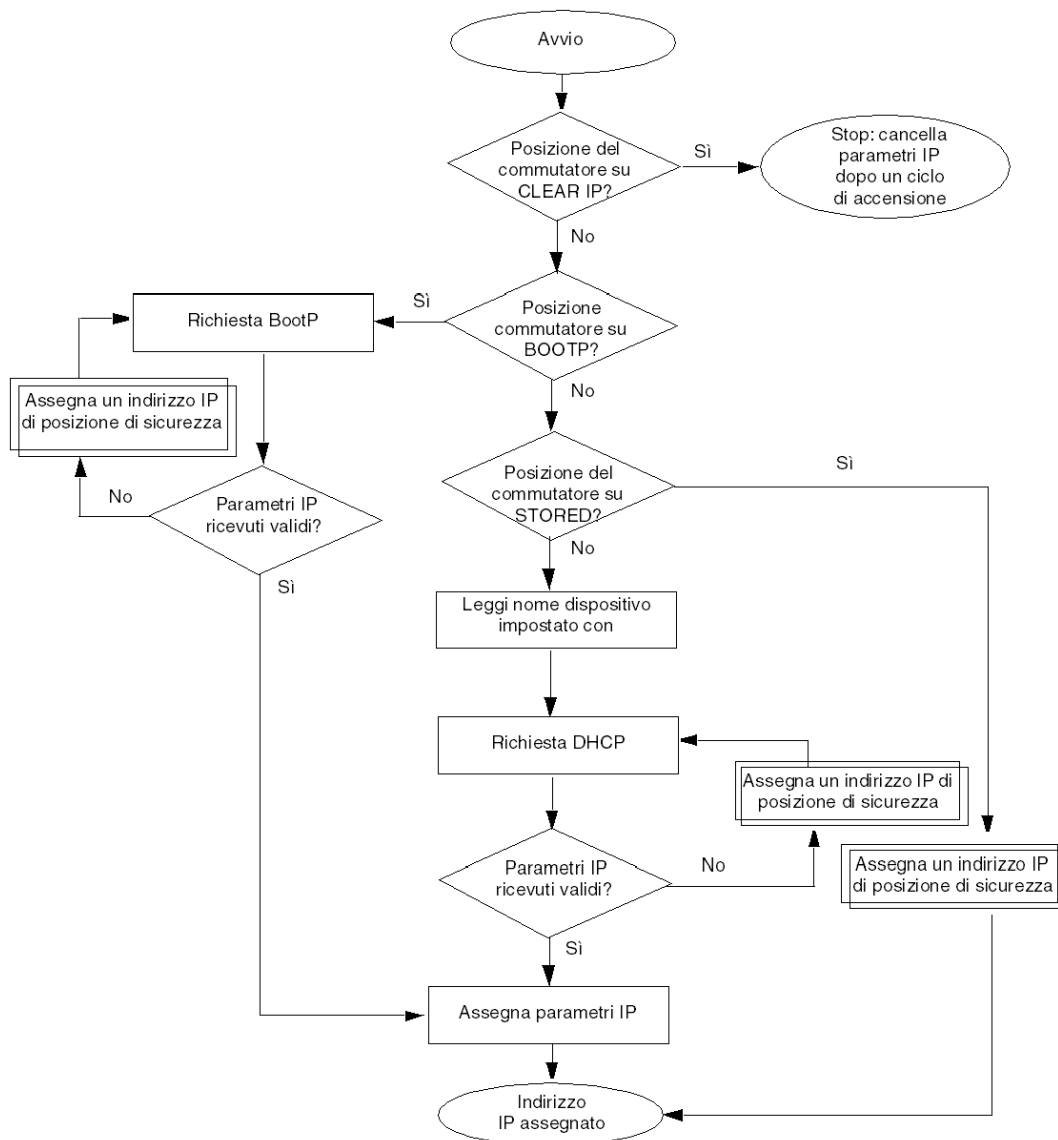 Avvio
Posizione del
commutatore su
CLEAR IP?
Sì
Stop: cancella
parametri IP
dopo un ciclo
di accensione
No
Posizione
commutatore su
BOOTP?
Sì
Richiesta BootP
No
Assegna un indirizzo IP
di posizione di sicurezza
Posizione del
commutatore su
STORED?
Sì
No
Parametri IP
ricevuti validi?
No
Sì
Leggi nome dispositivo
impostato con
Richiesta DHCP
Assegna un indirizzo IP di
posizione di sicurezza
Parametri IP
ricevuti validi?
No
Assegna un indirizzo IP
di posizione di sicurezza
Sì
Assegna parametri IP
Indirizzo
IP assegnato